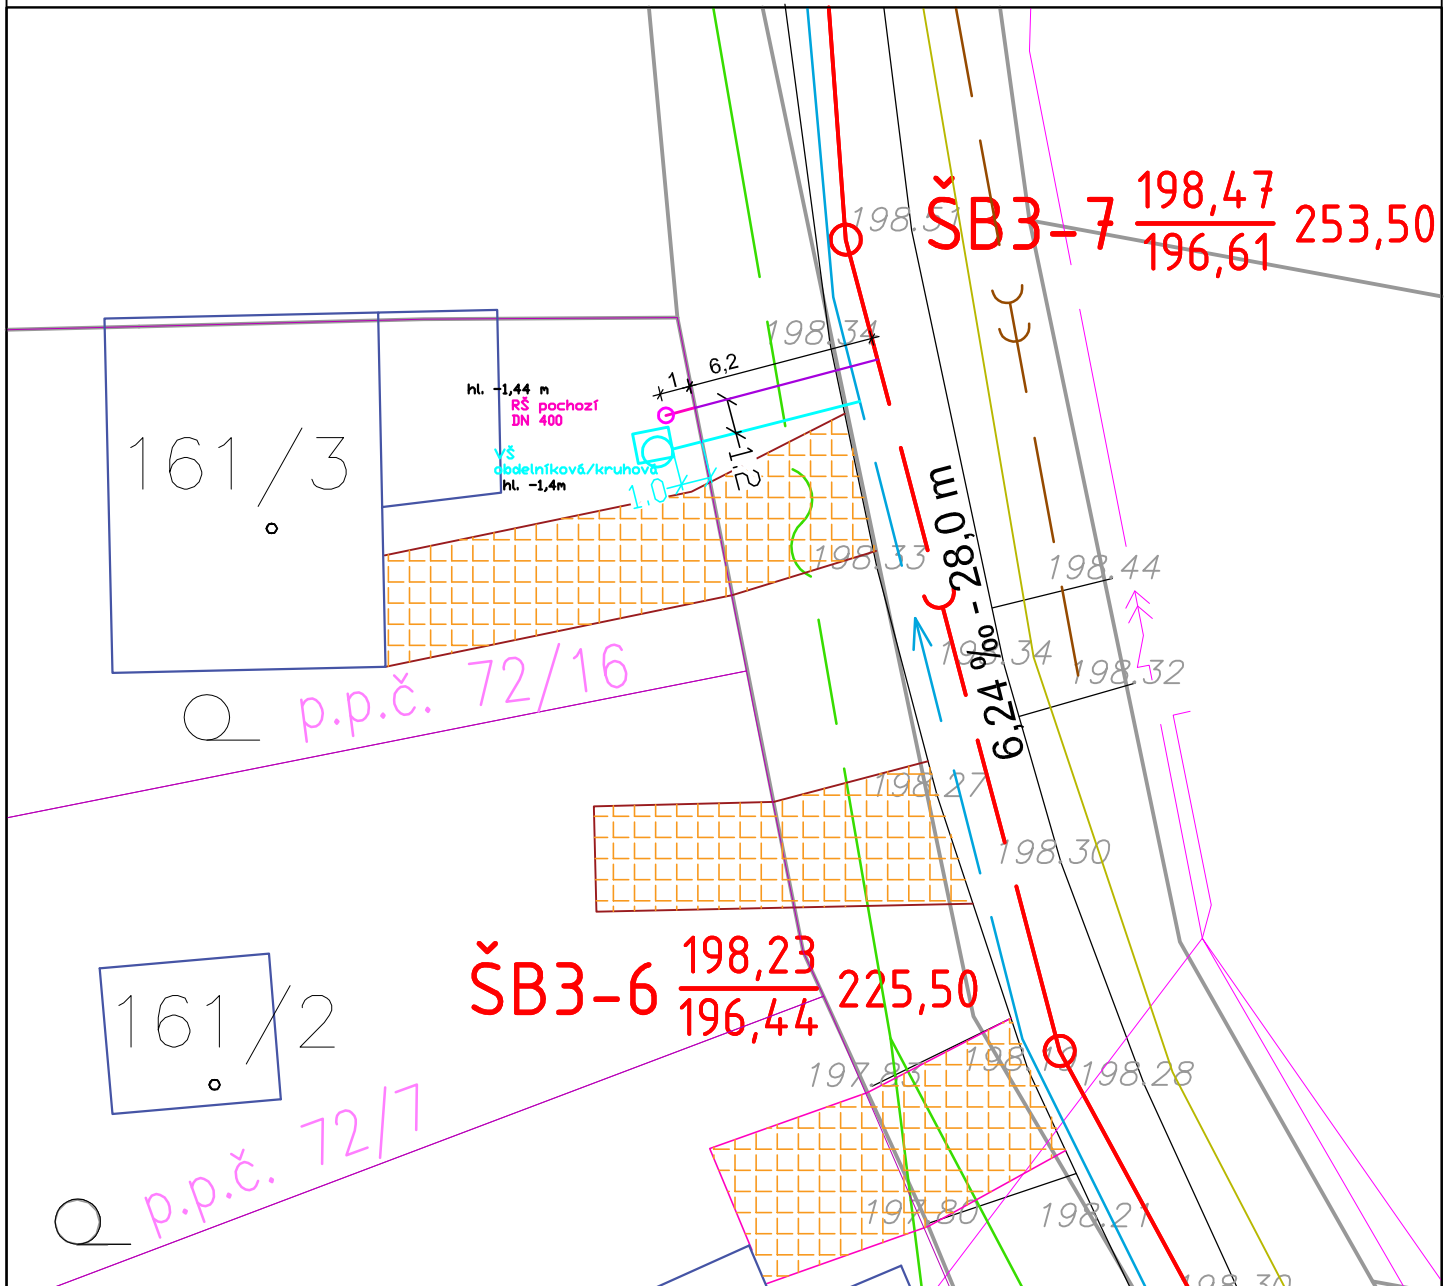 198,47
ŠB3-7 253,50
196,61
198.51
198.34
6,2
1
hl. -1,44 m
RŠ pochozí
DN 400
161/3
VŠ
obdelníková/kruhová
hl. -1,4m
1,0
1,2
198.33
6,24 ‰ - 28,0 m
198.44
198.34
198.32
p.p.č. 72/16
198.27
198.30
198,23
ŠB3-6 225,50
196,44
161/2
197.83
198.28
p.p.č. 72/7
197.80
198.21
198.30